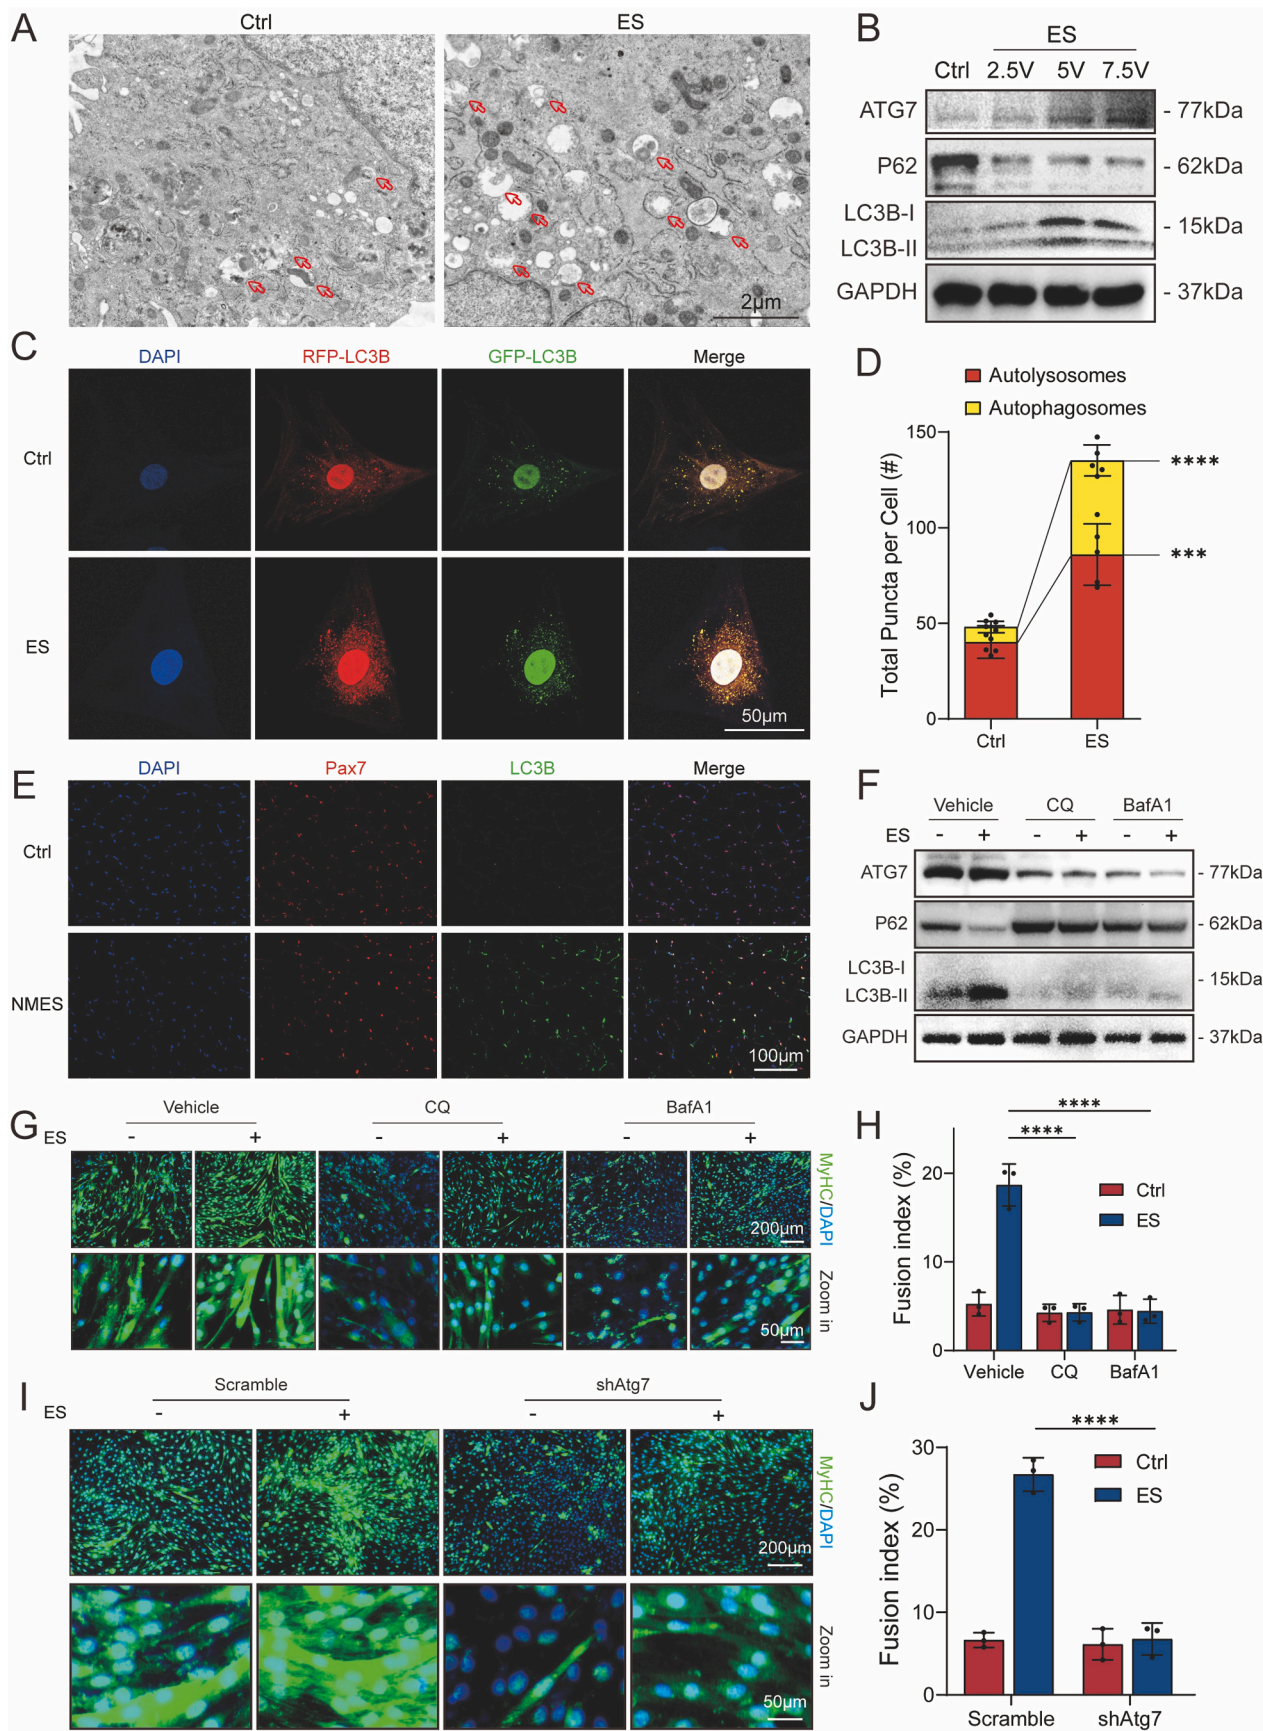 A
Ctrl
ES
2μm
B
ES
Ctrl 2.5V 5V 7.5V
ATG7 - 77kDa
P62 - 62kDa
LC3B-I - 15kDa
LC3B-II
GAPDH - 37kDa
C
DAPI RFP-LC3B GFP-LC3B Merge
Ctrl
ES
50μm
D
Autolysosomes
Autophagosomes
Total Puncta per Cell (#)
150
100
50
0
****
***
Ctrl ES
E
DAPI Pax7 LC3B Merge
Ctrl
NMES
100μm
F
Vehicle CQ BafA1
ES - + - + - +
ATG7 - 77kDa
P62 - 62kDa
LC3B-I - 15kDa
LC3B-II
GAPDH - 37kDa
G
Vehicle CQ BafA1
ES - + - + - +
MyHC/DAPI
200μm
Zoom in
50μm
H
****
****
Fusion index (%)
20
10
0
Ctrl
ES
Vehicle CQ BafA1
I
Scramble shAtg7
ES - + - +
MyHC/DAPI
200μm
Zoom in
50μm
J
****
Fusion index (%)
30
20
10
0
Ctrl
ES
Scramble shAtg7